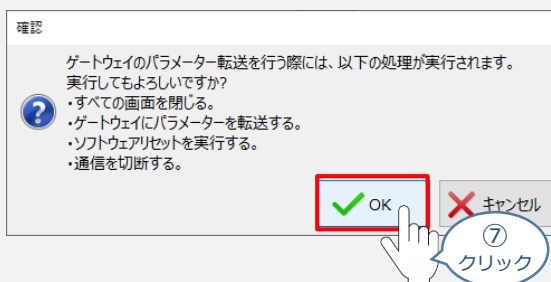 確認
ゲートウェイのパラメーター転送を行う際には、以下の処理が実行されます。
実行してもよろしいですか?
・すべての画面を閉じる。
・ゲートウェイにパラメーターを転送する。
・ソフトウェアリセットを実行する。
・通信を切断する。
OK
キャンセル
⑦
クリック